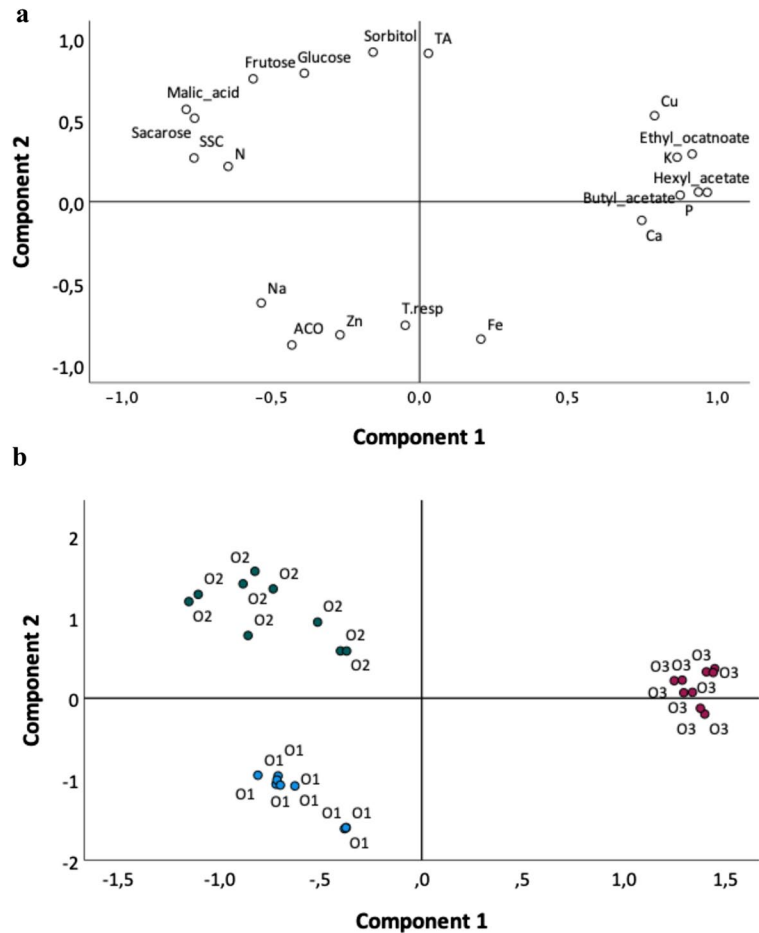 a
1,0
0,5
0,0
-0,5
-1,0
Component 2
Sorbitol
TA
Frutose
Glucose
Malic_acid
Sacarose
SSC
N
Cu
Ethyl_ocatnoate
K
Hexyl_acetate
Butyl_acetate
P
Ca
Na
ACO
Zn
T.resp
Fe
-1,0 -0,5 0,0 0,5 1,0
Component 1
b
2
1
0
-1
-2
Component 2
O2
O2 O2
O2
O2 O2 O2
O2
O2
O3
O3 O3 O3
O3 O3
O3
O3 O3
O1
O1
O1
O1 O1 O1
O1 O1
O1
-1,5 -1,0 -,5 ,0 ,5 1,0 1,5
Component 1